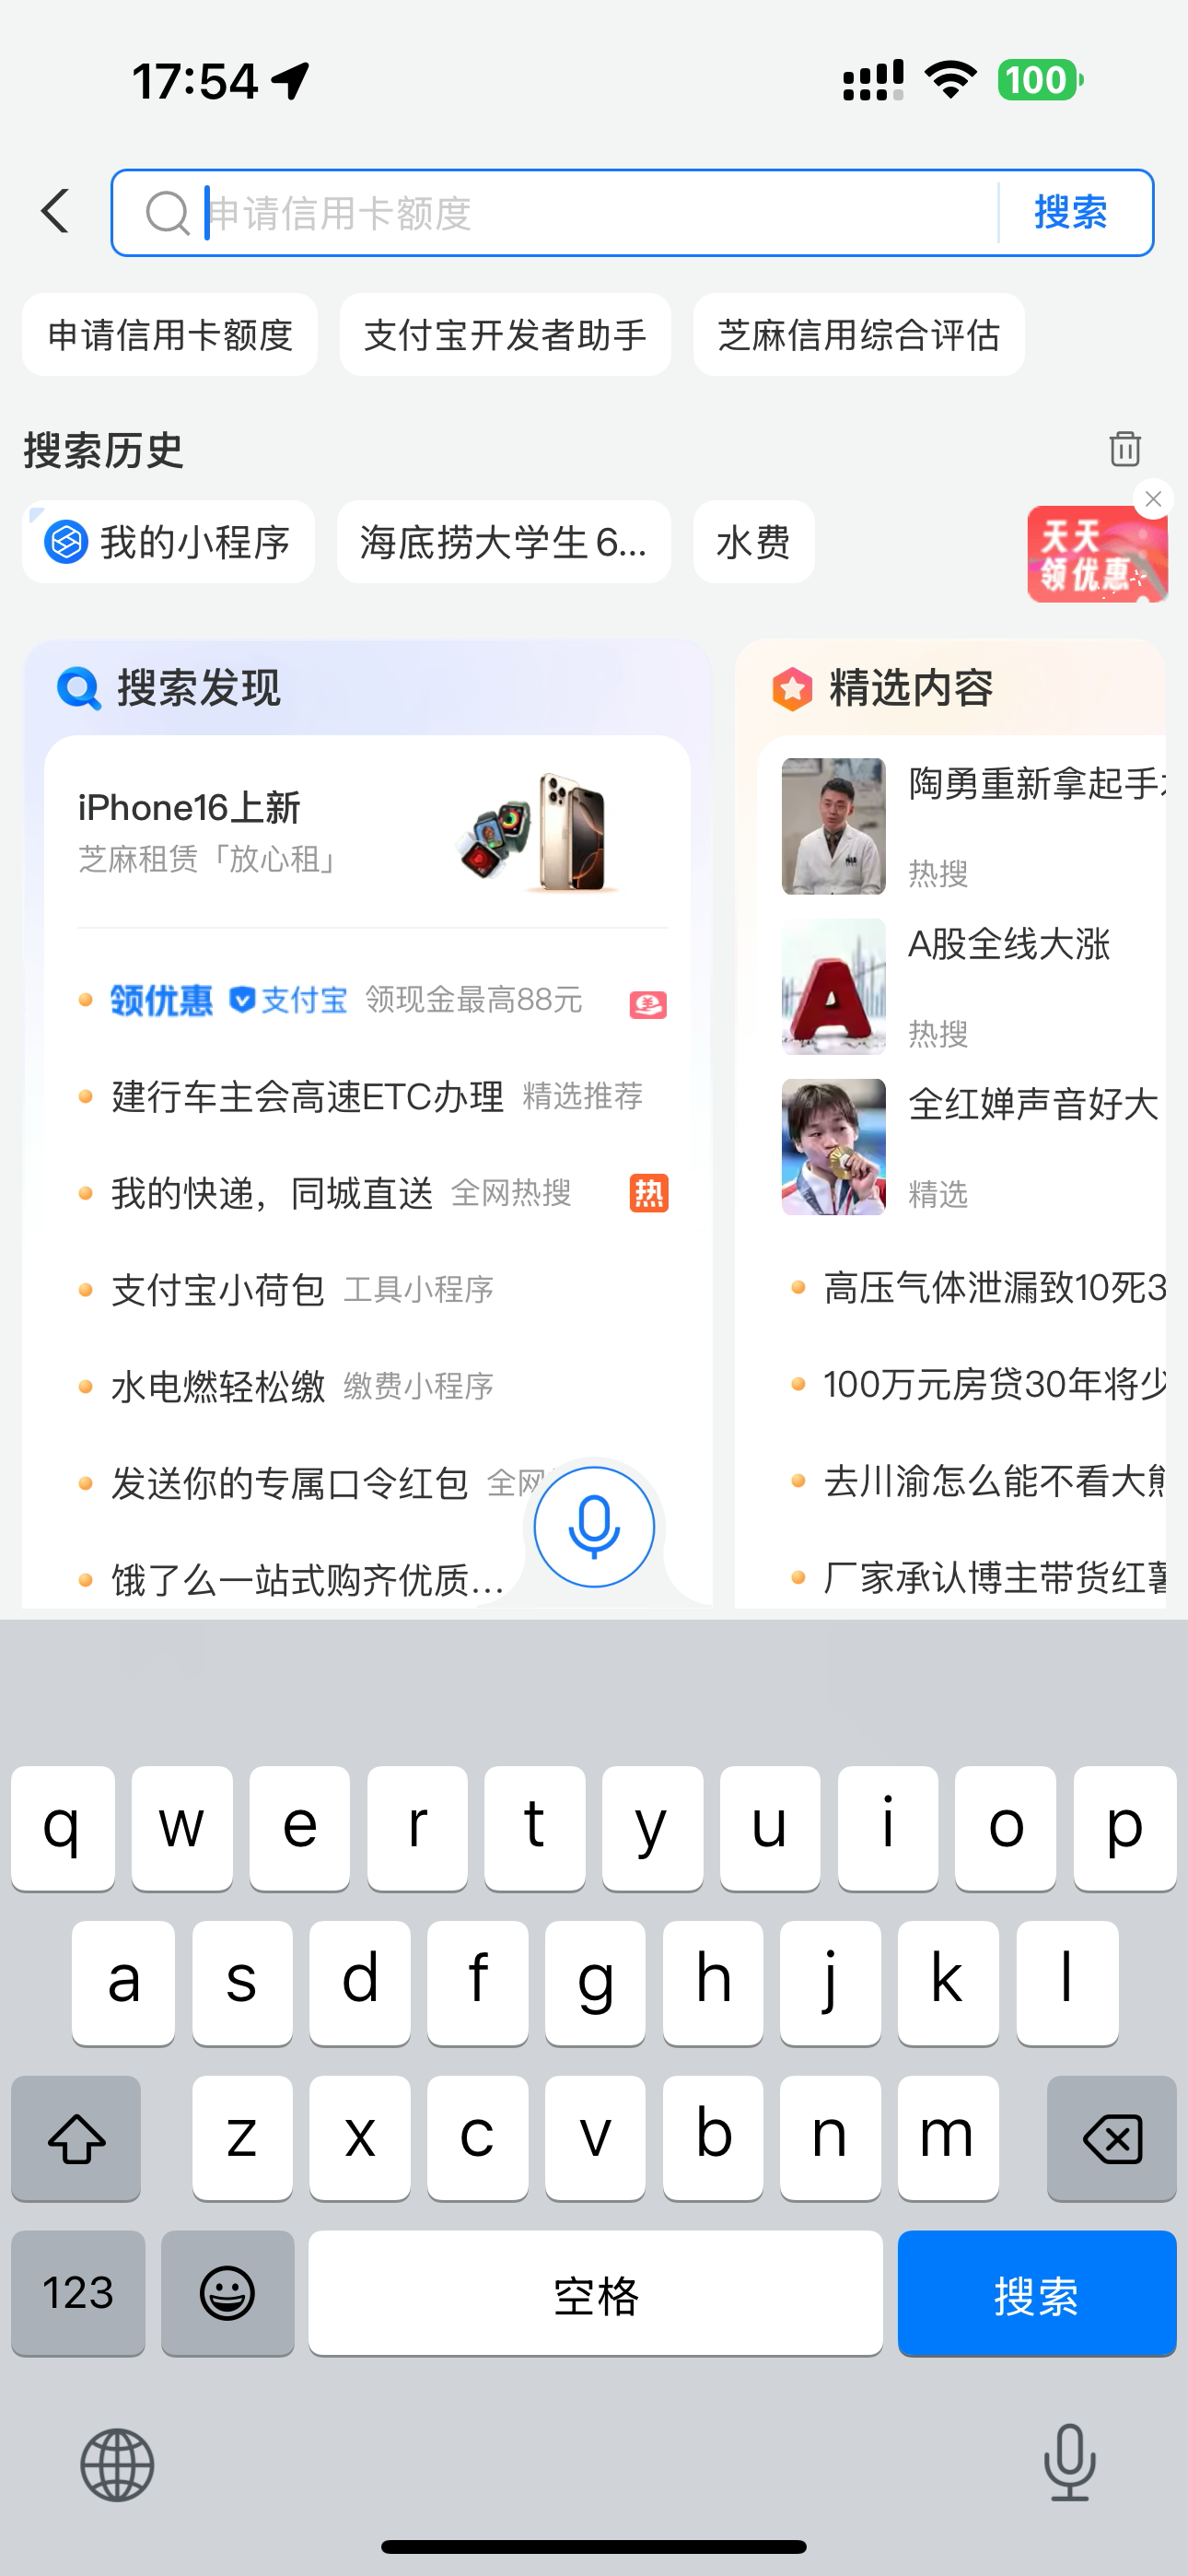 17:54
100
申请信用卡额度
搜索
申请信用卡额度 支付宝开发者助手 芝麻信用综合评估
搜索历史
我的小程序 海底捞大学生6... 水费
天天
领优惠
搜索发现
iPhone16上新
芝麻租赁「放心租」
领优惠 支付宝 领现金最高88元
建行车主会高速ETC办理 精选推荐
我的快递，同城直送 全网热搜 热
支付宝小荷包 工具小程序
水电燃轻松缴 缴费小程序
发送你的专属口令红包 全网
饿了么一站式购齐优质...
精选内容
陶勇重新拿起手
热搜
A股全线大涨
热搜
全红婵声音好大
精选
高压气体泄漏致10死3
100万元房贷30年将少
去川渝怎么能不看大熊
厂家承认博主带货红薯
q w e r t y u i o p
a s d f g h j k l
z x c v b n m
123 空格 搜索